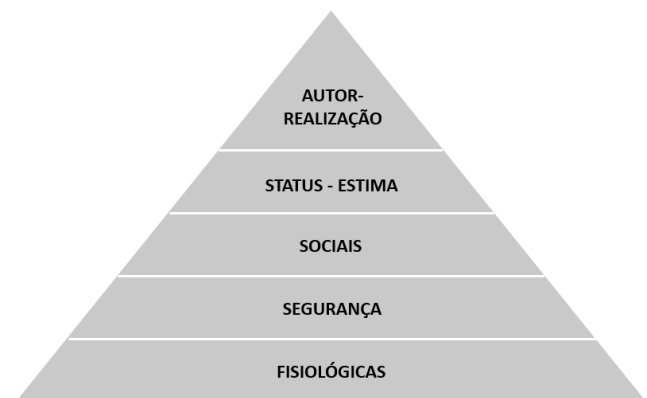 AUTOR-
REALIZAÇÃO
STATUS - ESTIMA
SOCIAIS
SEGURANÇA
FISIOLÓGICAS